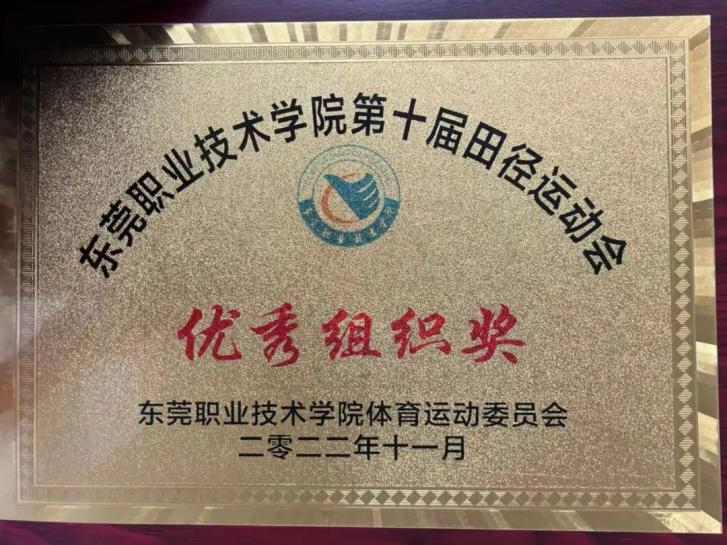 东莞职业技术学院第十届田径运动会
优秀组织奖
东莞职业技术学院体育运动委员会
二零二二年十一月